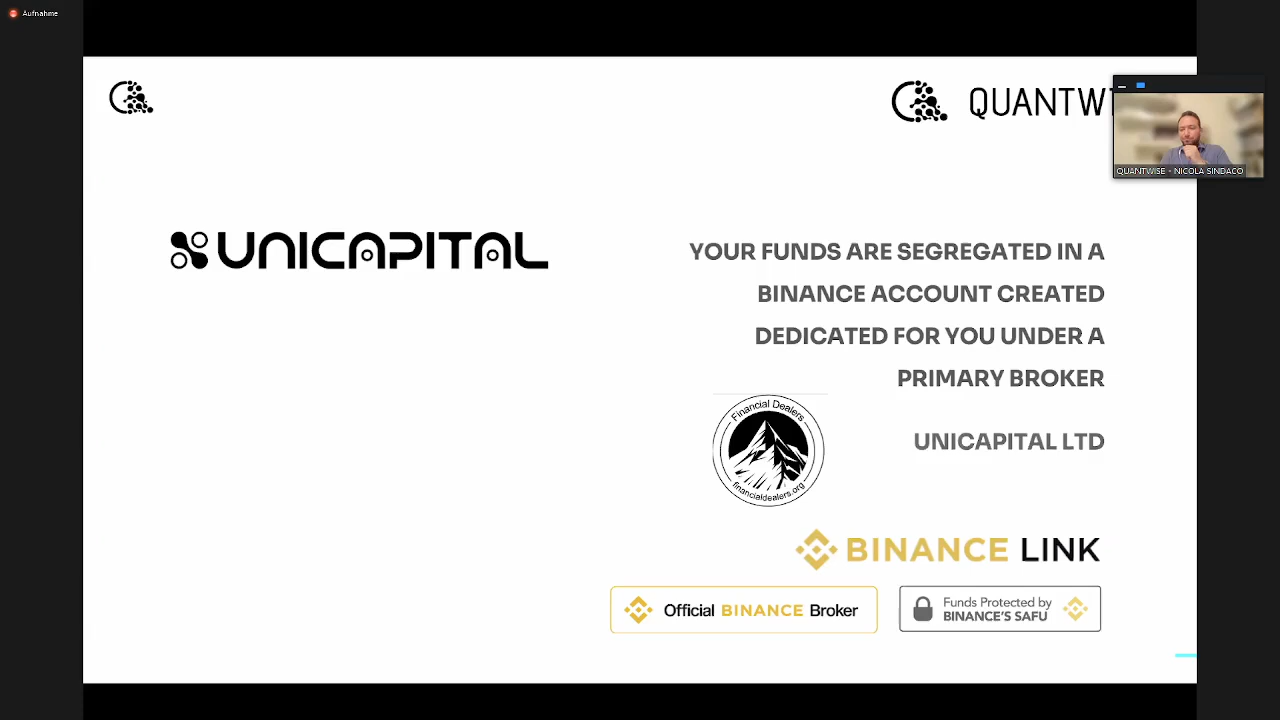 Aufnahme
QUANTW
QUANTWISE - NICOLA SINDACO
UNICAPITAL
YOUR FUNDS ARE SEGREGATED IN A
BINANCE ACCOUNT CREATED
DEDICATED FOR YOU UNDER A
PRIMARY BROKER
Financial Dealers
financialdealers.org
UNICAPITAL LTD
BINANCE LINK
Official BINANCE Broker
Funds Protected by
BINANCE'S SAFU